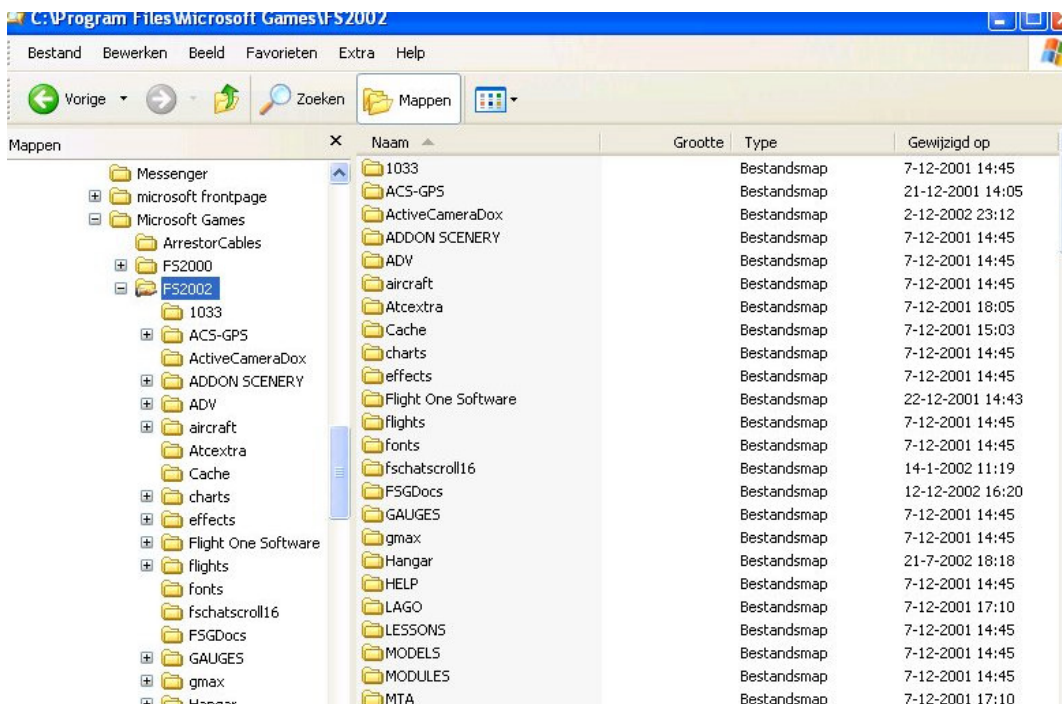 C:\Program Files\Microsoft Games\FS2002
Bestand Bewerken Beeld Favorieten Extra Help
Vorige Zoeken Mappen
Mappen
Messenger
microsoft frontpage
Microsoft Games
ArrestorCables
FS2000
FS2002
1033
ACS-GPS
ActiveCameraDox
ADDON SCENERY
ADV
aircraft
Atcextra
Cache
charts
effects
Flight One Software
flights
fonts
fschatscroll16
FSGDocs
GAUGES
gmax
Hangar
Naam Grootte Type Gewijzigd op
1033 Bestandsmap 7-12-2001 14:45
ACS-GPS Bestandsmap 21-12-2001 14:05
ActiveCameraDox Bestandsmap 2-12-2002 23:12
ADDON SCENERY Bestandsmap 7-12-2001 14:45
ADV Bestandsmap 7-12-2001 14:45
aircraft Bestandsmap 7-12-2001 14:45
Atcextra Bestandsmap 7-12-2001 18:05
Cache Bestandsmap 7-12-2001 15:03
charts Bestandsmap 7-12-2001 14:45
effects Bestandsmap 7-12-2001 14:45
Flight One Software Bestandsmap 22-12-2001 14:43
flights Bestandsmap 7-12-2001 14:45
fonts Bestandsmap 7-12-2001 14:45
fschatscroll16 Bestandsmap 14-1-2002 11:19
FSGDocs Bestandsmap 12-12-2002 16:20
GAUGES Bestandsmap 7-12-2001 14:45
gmax Bestandsmap 7-12-2001 14:45
Hangar Bestandsmap 21-7-2002 18:18
HELP Bestandsmap 7-12-2001 14:45
LAGO Bestandsmap 7-12-2001 17:10
LESSONS Bestandsmap 7-12-2001 14:45
MODELS Bestandsmap 7-12-2001 14:45
MODULES Bestandsmap 7-12-2001 14:45
MTA Bestandsmap 7-12-2001 17:10